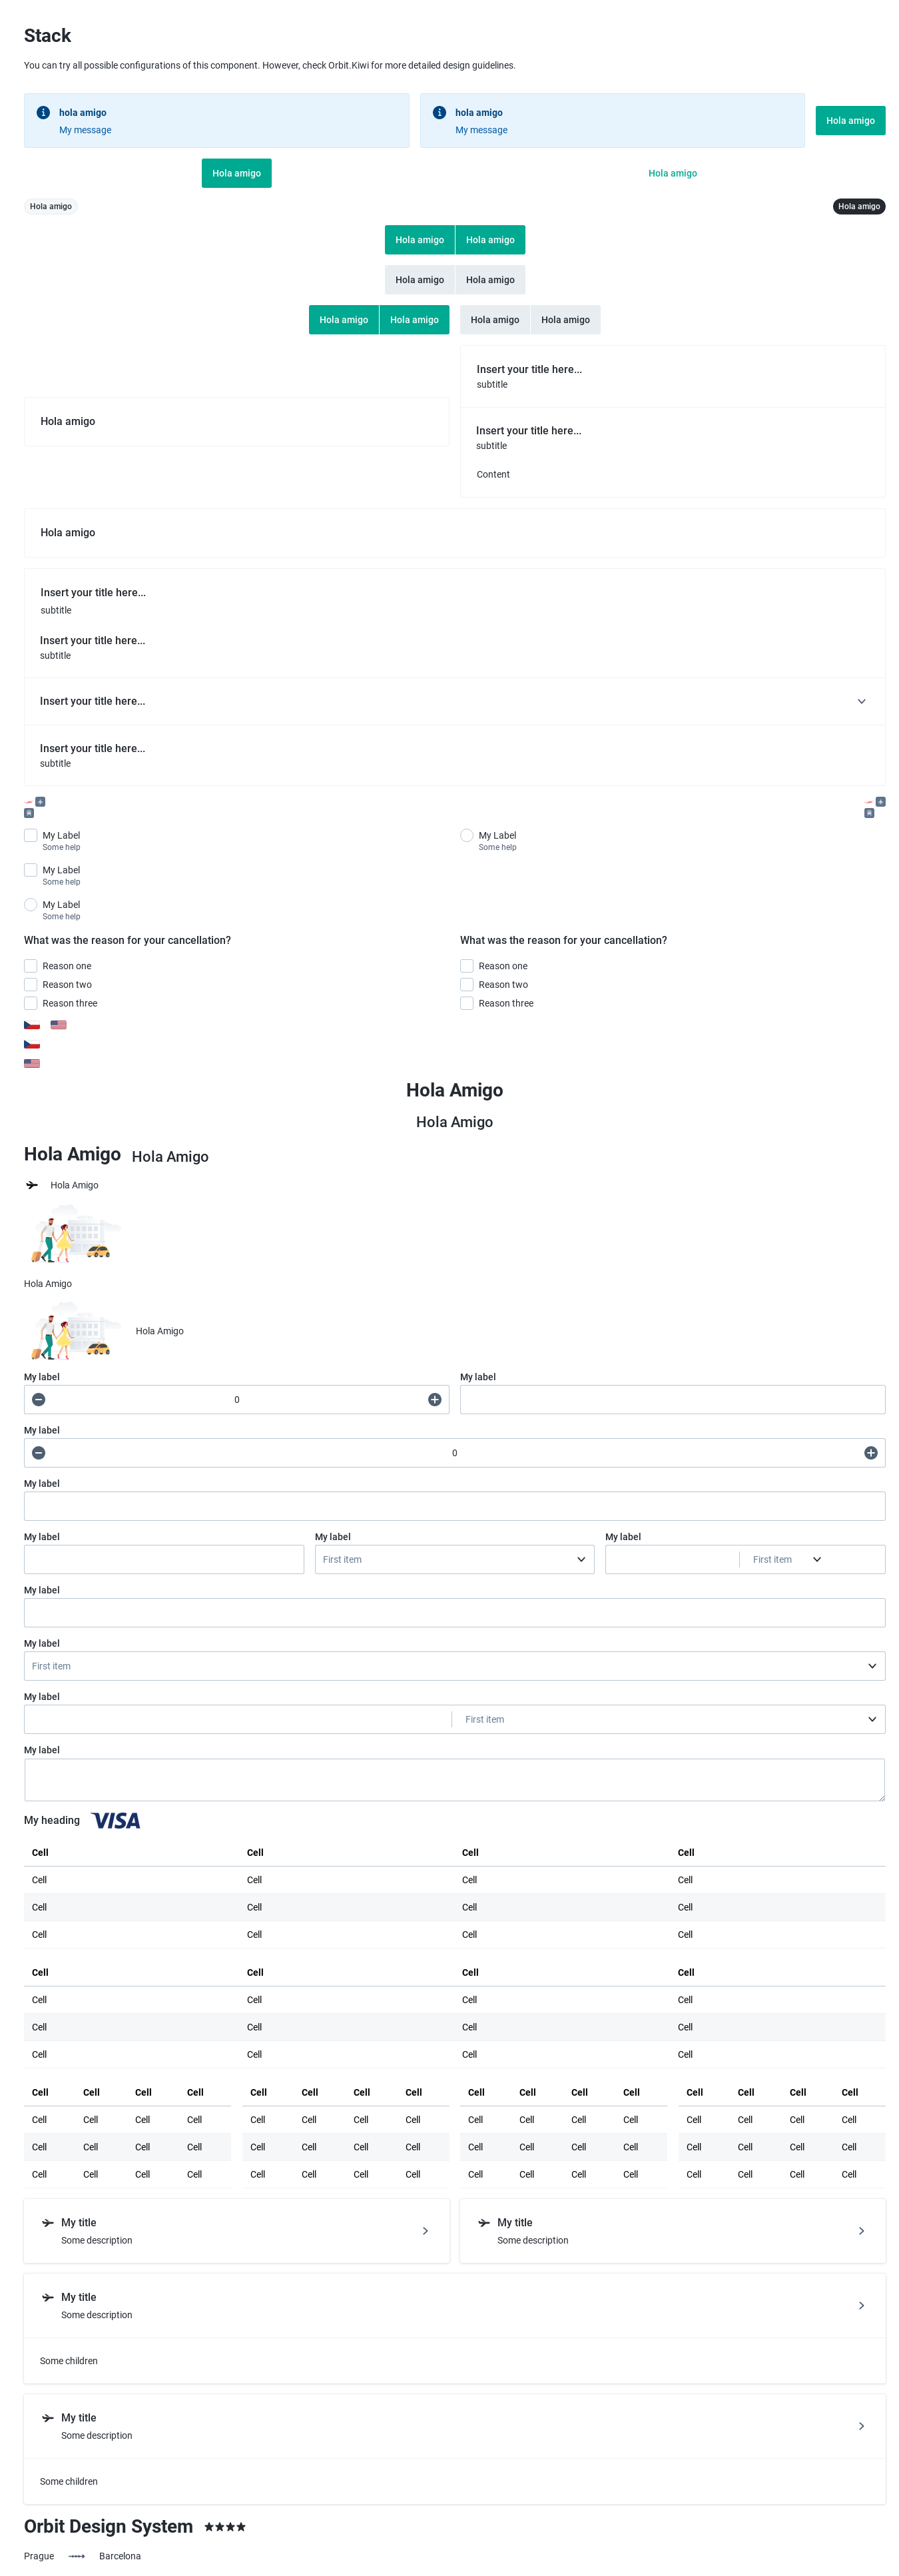 Stack
You can try all possible configurations of this component. However, check Orbit.Kiwi for more detailed design guidelines.
hola amigo
My message
hola amigo
My message
Hola amigo
Hola amigo
Hola amigo
Hola amigo
Hola amigo
Hola amigo Hola amigo
Hola amigo Hola amigo
Hola amigo Hola amigo Hola amigo Hola amigo
Hola amigo
Insert your title here...
subtitle
Insert your title here...
subtitle
Content
Hola amigo
Insert your title here...
subtitle
Insert your title here...
subtitle
Insert your title here...
Insert your title here...
subtitle
My Label
Some help
My Label
Some help
My Label
Some help
My Label
Some help
What was the reason for your cancellation?
Reason one
Reason two
Reason three
What was the reason for your cancellation?
Reason one
Reason two
Reason three
Hola Amigo
Hola Amigo
Hola Amigo Hola Amigo
Hola Amigo
Hola Amigo
Hola Amigo
My label
0
My label
My label
0
My label
My label
My label
First item
My label
First item
My label
My label
First item
My label
First item
My label
My heading VISA
Cell Cell Cell Cell
Cell Cell Cell Cell
Cell Cell Cell Cell
Cell Cell Cell Cell
Cell Cell Cell Cell
Cell Cell Cell Cell
Cell Cell Cell Cell
Cell Cell Cell Cell
Cell Cell Cell Cell Cell Cell Cell Cell Cell Cell Cell Cell Cell Cell Cell Cell
Cell Cell Cell Cell Cell Cell Cell Cell Cell Cell Cell Cell Cell Cell Cell Cell
Cell Cell Cell Cell Cell Cell Cell Cell Cell Cell Cell Cell Cell Cell Cell Cell
Cell Cell Cell Cell Cell Cell Cell Cell Cell Cell Cell Cell Cell Cell Cell Cell
My title
Some description
My title
Some description
My title
Some description
Some children
My title
Some description
Some children
Orbit Design System
Prague Barcelona